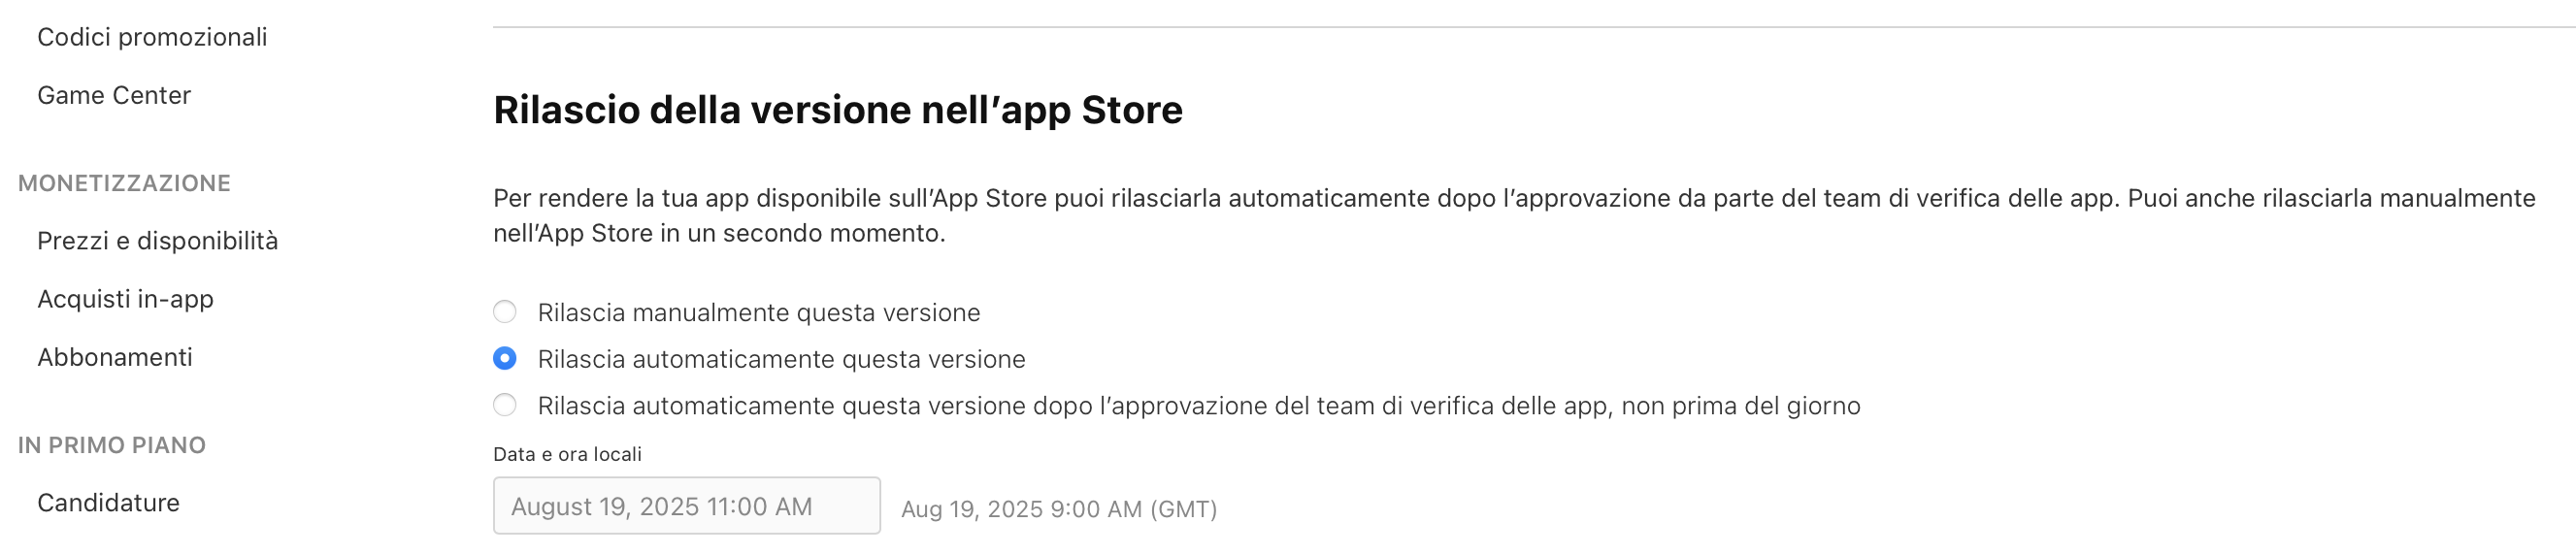 Codici promozionali
Game Center
MONETIZZAZIONE
Prezzi e disponibilità
Acquisti in-app
Abbonamenti
IN PRIMO PIANO
Candidature
Rilascio della versione nell’app Store
Per rendere la tua app disponibile sull’App Store puoi rilasciarla automaticamente dopo l’approvazione da parte del team di verifica delle app. Puoi anche rilasciarla manualmente
nell’App Store in un secondo momento.
Rilascia manualmente questa versione
Rilascia automaticamente questa versione
Rilascia automaticamente questa versione dopo l’approvazione del team di verifica delle app, non prima del giorno
Data e ora locali
August 19, 2025 11:00 AM
Aug 19, 2025 9:00 AM (GMT)